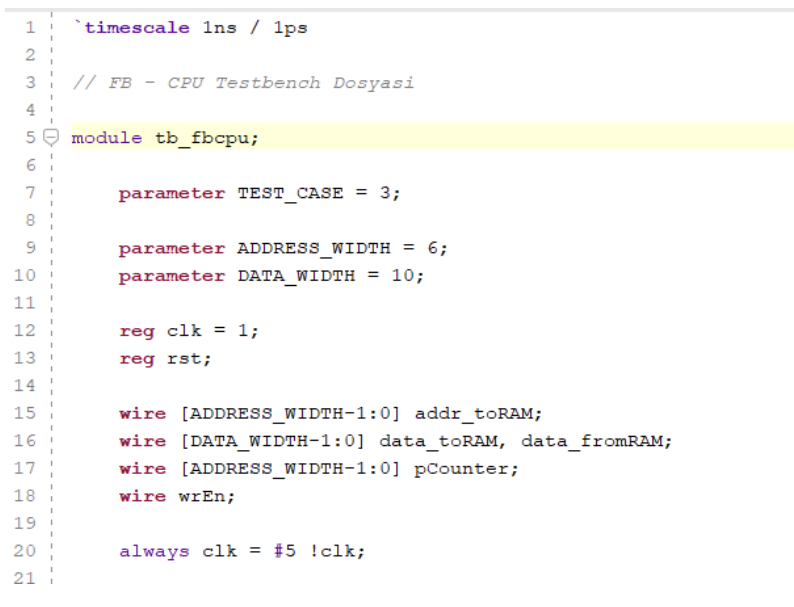 1 `timescale 1ns / 1ps
2
3 // FB - CPU Testbench Dosyasi
4
5 module tb_fbcpu;
6
7 parameter TEST_CASE = 3;
8
9 parameter ADDRESS_WIDTH = 6;
10 parameter DATA_WIDTH = 10;
11
12 reg clk = 1;
13 reg rst;
14
15 wire [ADDRESS_WIDTH-1:0] addr_toRAM;
16 wire [DATA_WIDTH-1:0] data_toRAM, data_fromRAM;
17 wire [ADDRESS_WIDTH-1:0] pCounter;
18 wire wrEn;
19
20 always clk = #5 !clk;
21